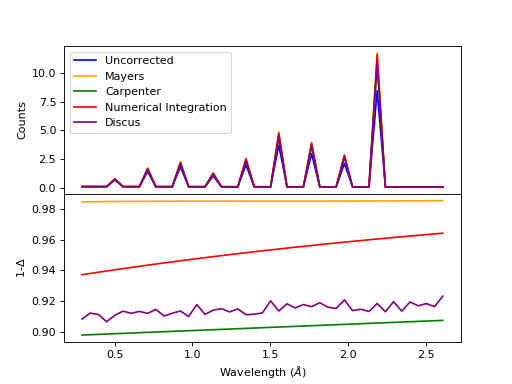 Uncorrected
Mayers
Carpenter
Numerical Integration
Discus
Counts
10.0
7.5
5.0
2.5
0.0
1-Δ
0.98
0.96
0.94
0.92
0.90
0.5 1.0 1.5 2.0 2.5
Wavelength (Å)